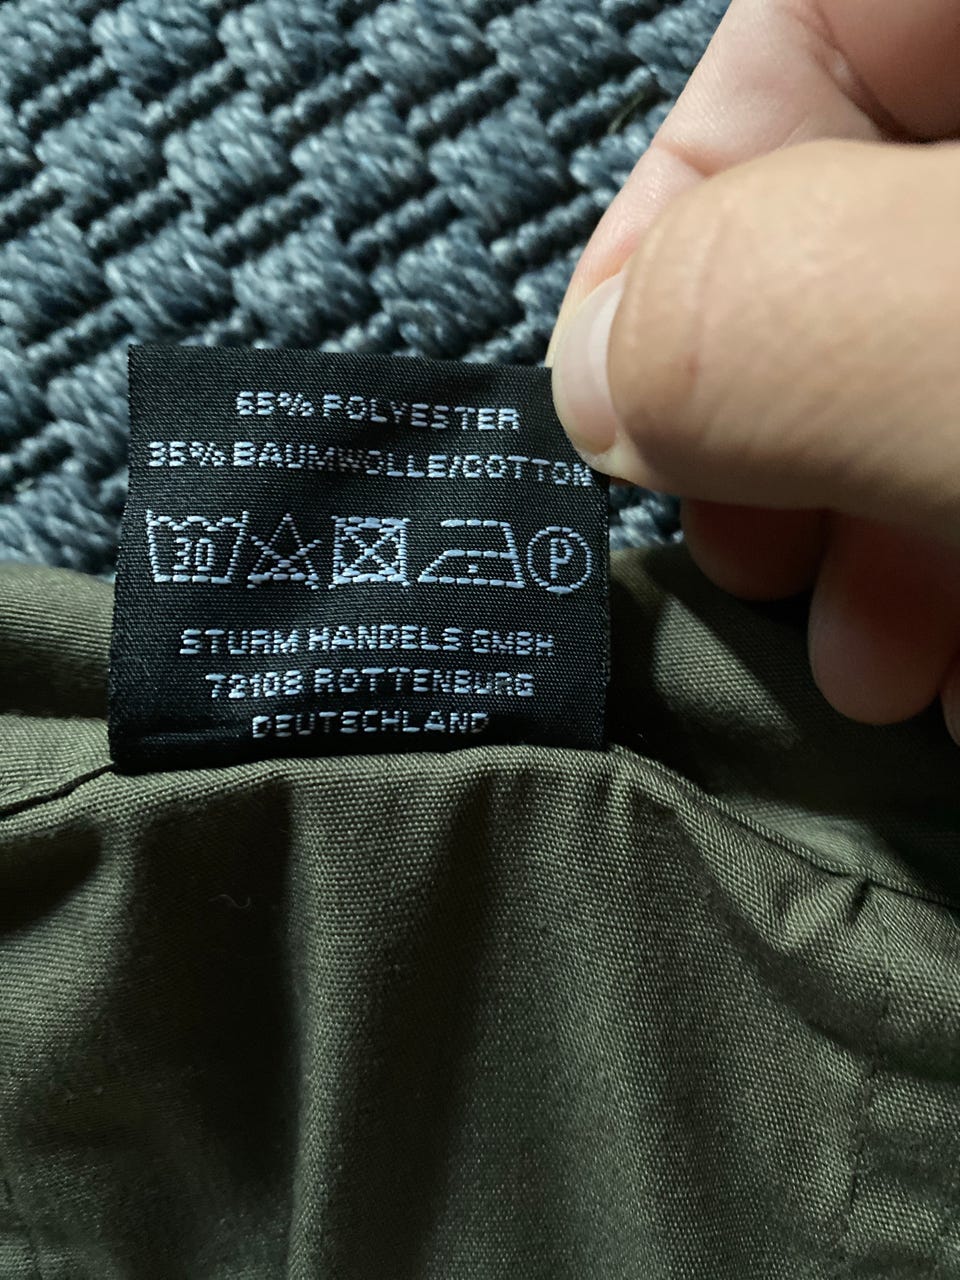 65% POLYESTER
35% BAUMWOLLE/COTTON
30 P
STURM HANDELS GMBH
72108 ROTTENBURG
DEUTSCHLAND